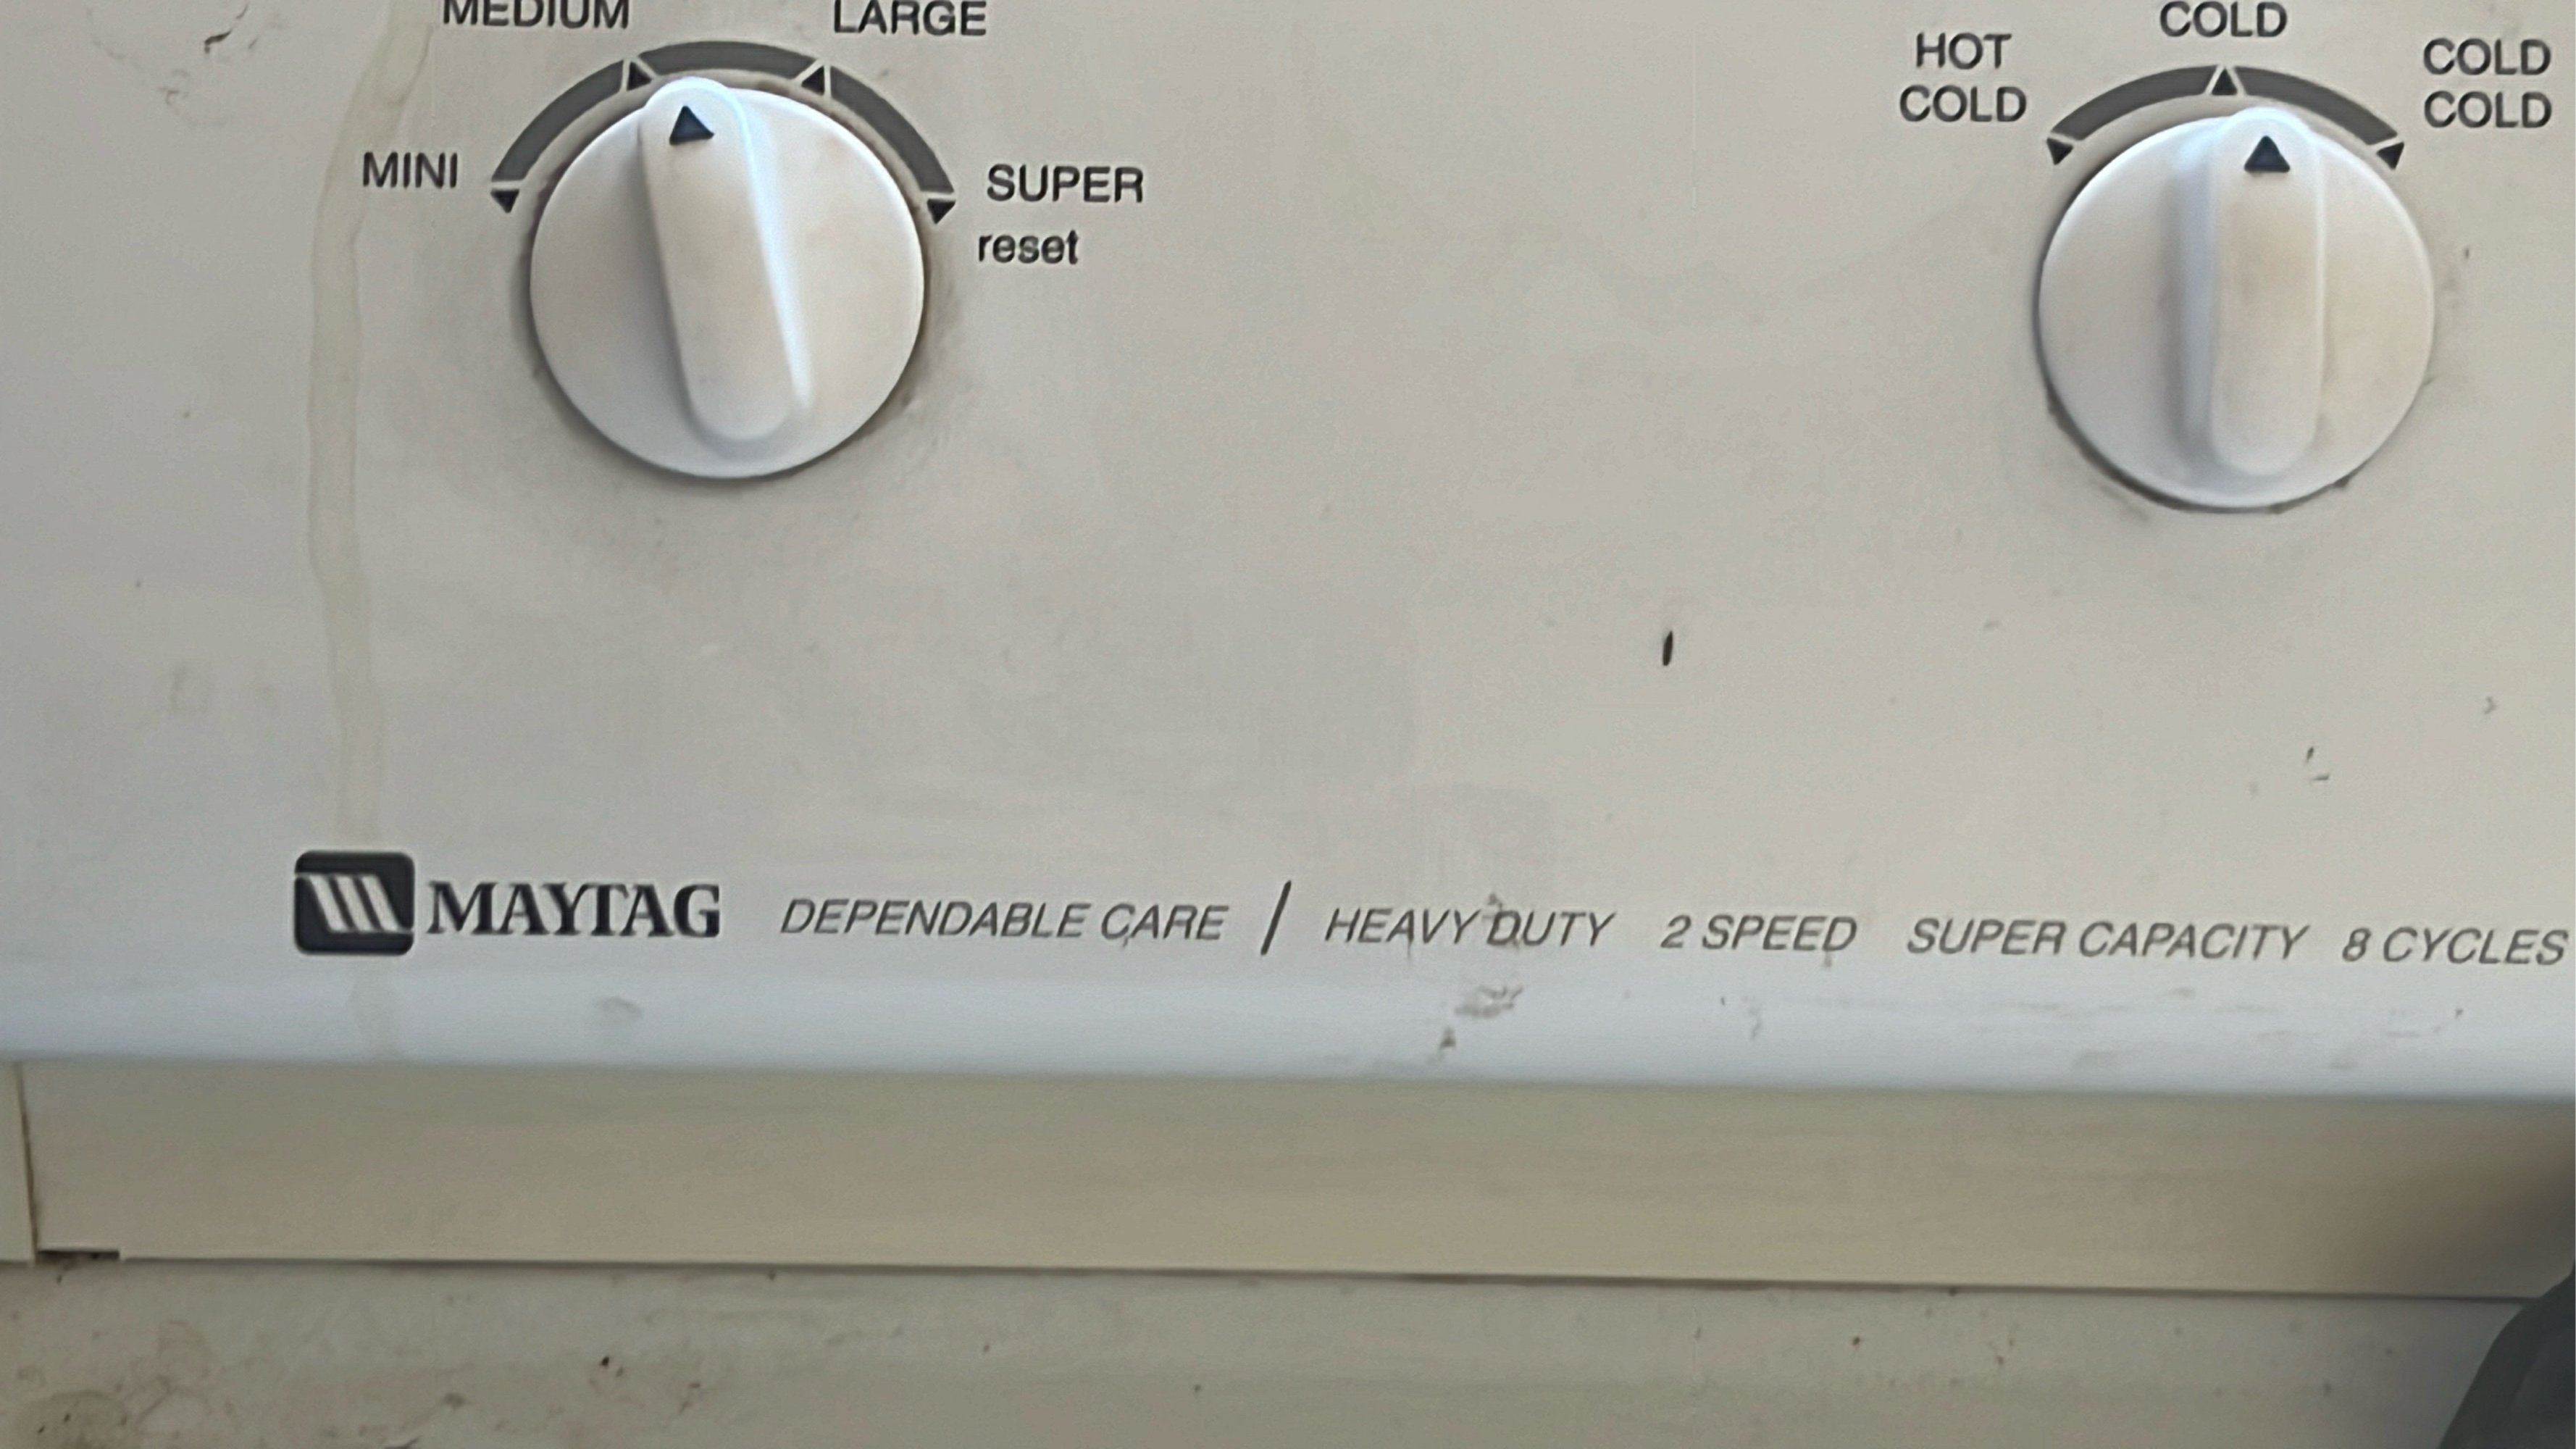 MEDIUM LARGE
MINI
SUPER
reset
HOT
COLD
COLD
COLD
COLD
MAYTAG DEPENDABLE CARE / HEAVY DUTY 2 SPEED SUPER CAPACITY 8 CYCLES